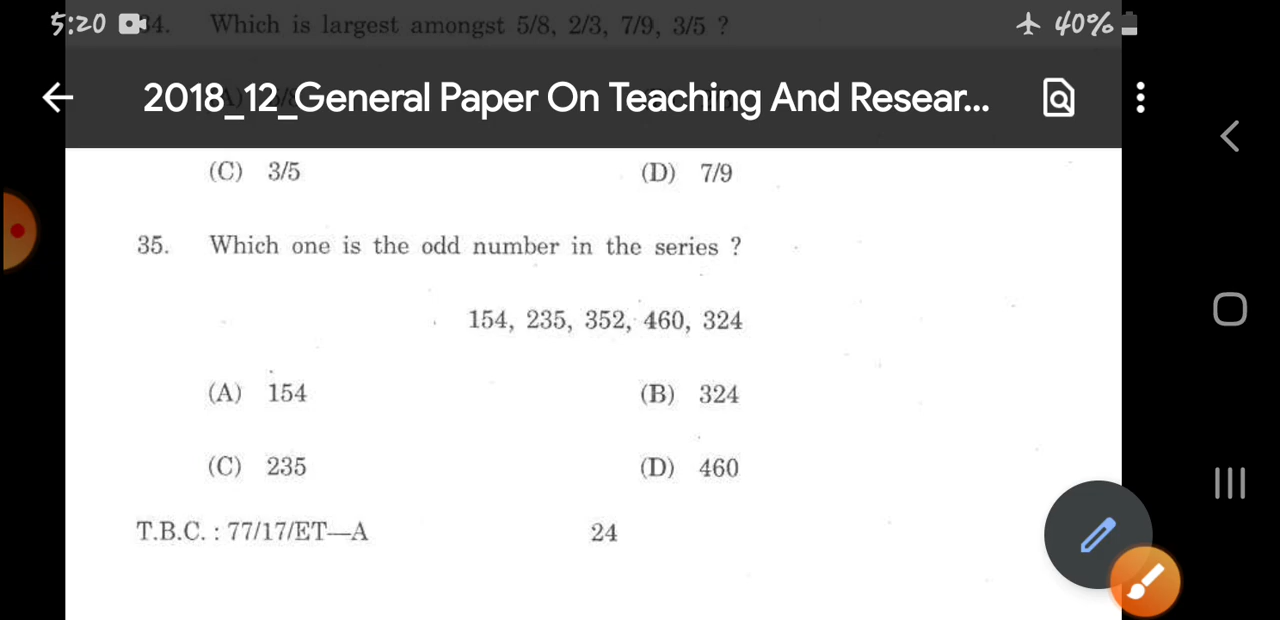 5:20 34. Which is largest amongst 5/8, 2/3, 7/9, 3/5 ? 40%
2018_12_General Paper On Teaching And Resear...
(C) 3/5 (D) 7/9
35. Which one is the odd number in the series ?
154, 235, 352, 460, 324
(A) 154 (B) 324
(C) 235 (D) 460
T.B.C. : 77/17/ET—A 24